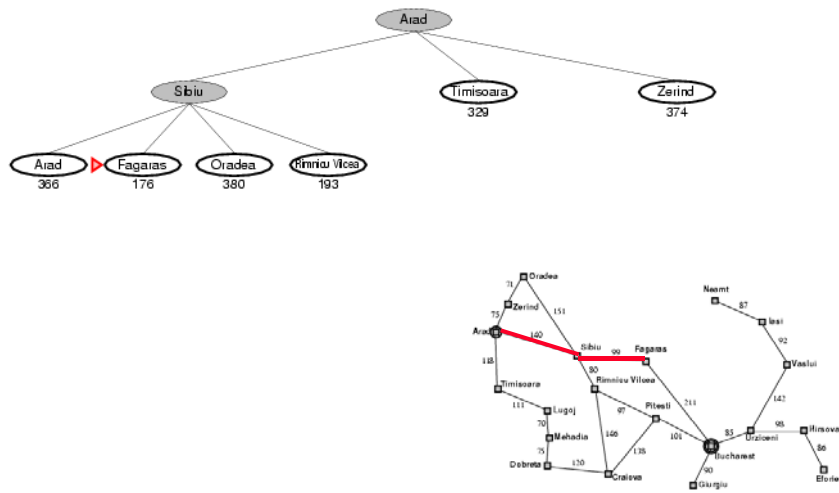 Arad
Sibiu
Timisoara
Zerind
329
374
Arad
Fagaras
Oradea
Rimnicu Vilcea
366
176
380
193
Oradea
71
Neamt
87
Zerind
151
75
Iasi
Arad
140
92
Sibiu
99
Fagaras
118
80
Vaslui
Timisoara
Rimnicu Vilcea
111
Lugoj
97
Pitesti
211
142
70
98
Hirsova
Mehadia
146
101
85
Urziceni
75
138
86
Bucharest
Dobreta
120
90
Craiova
Eforie
Giurgiu